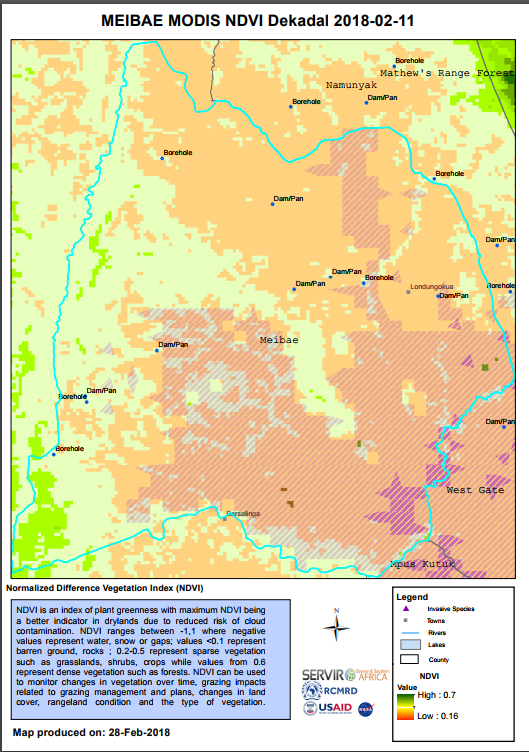 MEIBAE MODIS NDVI Dekadal 2018-02-11
Borehole
Mathew's Range Forest
Namunyak
Borehole
Dam/Pan
Borehole
Borehole
Dam/Pan
Dam/Pan
Dam/Pan
Borehole
Dam/Pan
Londungokua
Dam/Pan
Borehole
Meibae
Dam/Pan
Dam/Pan
Borehole
Dam/Pan
Borehole
West Gate
Barsalinga
Mpus Kutuk
Normalized Difference Vegetation Index (NDVI)
NDVI is an index of plant greenness with maximum NDVI being
a better indicator in drylands due to reduced risk of cloud
contamination. NDVI ranges between -1,1 where negative
values represent water, snow or gaps; values <0.1 represent
barren ground, rocks ; 0.2-0.5 represent sparse vegetation
such as grasslands, shrubs, crops while values from 0.6
represent dense vegetation such as forests. NDVI can be used
to monitor changes in vegetation over time, grazing impacts
related to grazing management and plans, changes in land
cover, rangeland condition and the type of vegetation.
Map produced on: 28-Feb-2018
N
SERVIR
Eastern & Southern
AFRICA
RCMRD
USAID
NASA
Legend
Invasive Species
Towns
Rivers
Lakes
County
NDVI
Value
High : 0.7
Low : 0.16